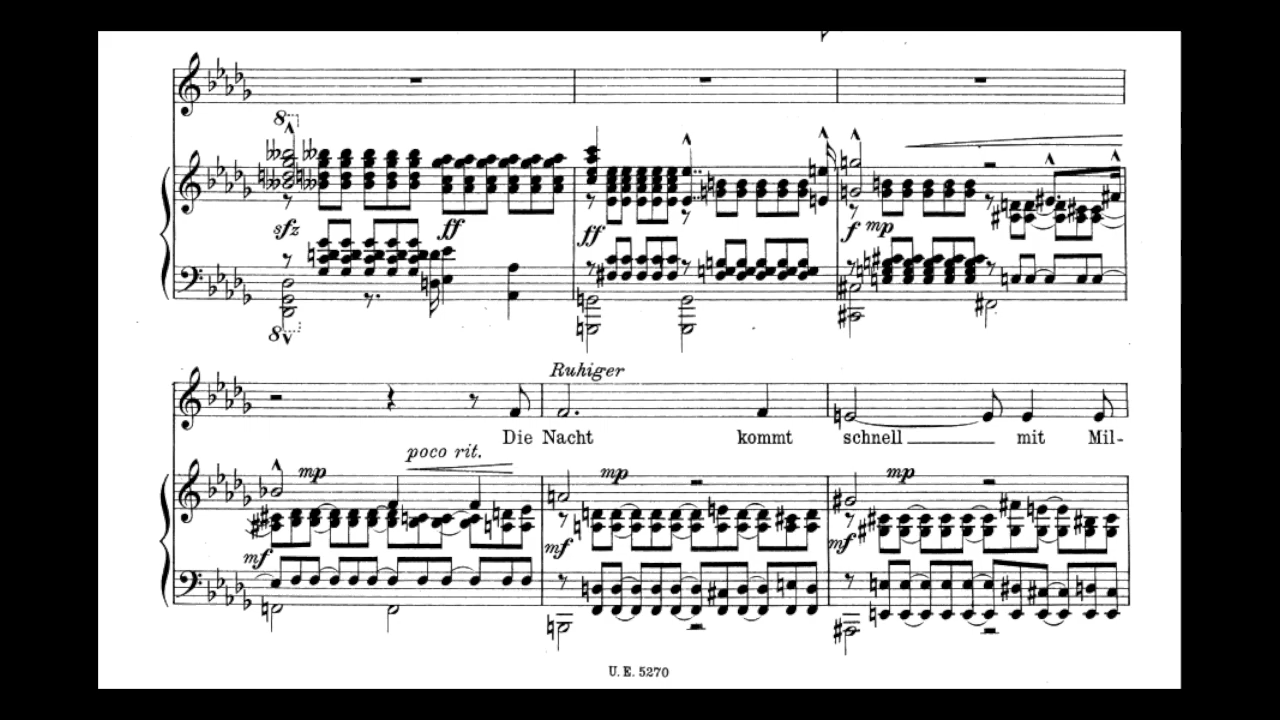 8
sfz ff ff f mp
8
Ruhiger
Die Nacht kommt schnell mit Mil-
poco rit.
mp mp mp
mf mf mf
U. E. 5270